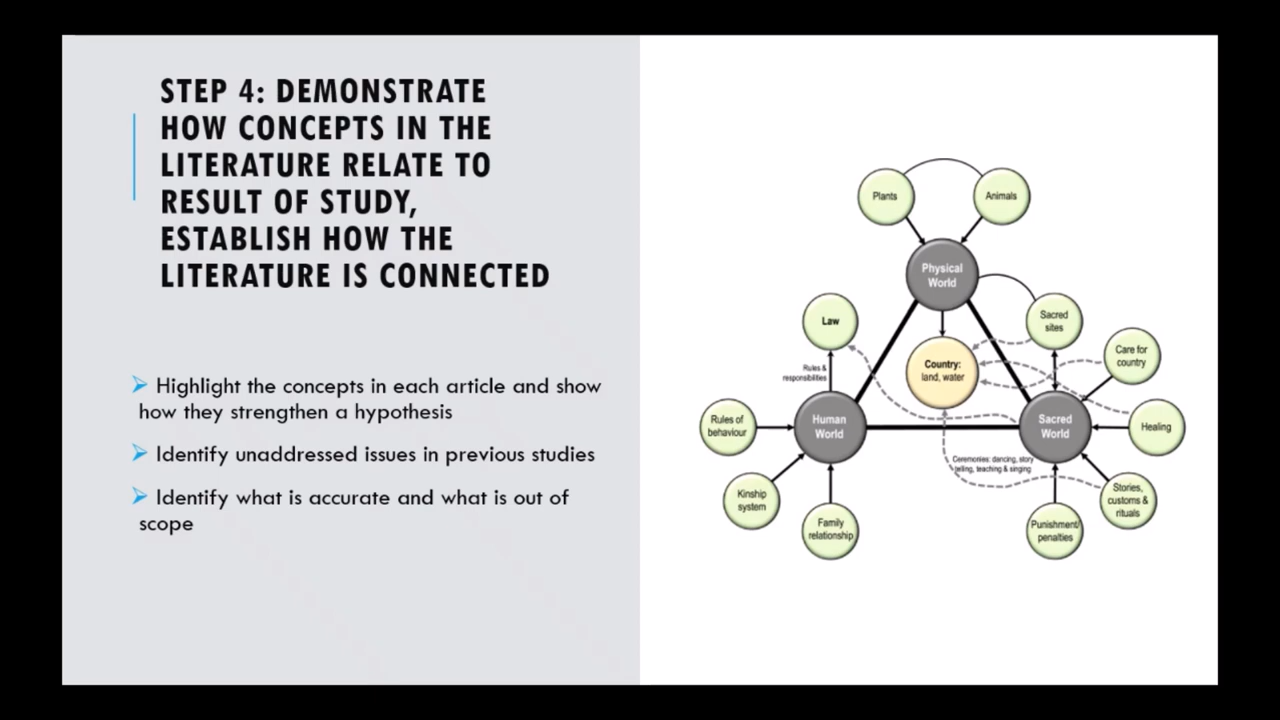 STEP 4: DEMONSTRATE
HOW CONCEPTS IN THE
LITERATURE RELATE TO
RESULT OF STUDY,
ESTABLISH HOW THE
LITERATURE IS CONNECTED
Highlight the concepts in each article and show
how they strengthen a hypothesis
Identify unaddressed issues in previous studies
Identify what is accurate and what is out of
scope
Plants
Animals
Physical
World
Law
Sacred
sites
Care for
country
Country:
land, water
Rules &
responsibilities
Rules of
behaviour
Human
World
Sacred
World
Healing
Ceremonies: dancing, story
telling, teaching & singing
Kinship
system
Stories,
customs &
rituals
Family
relationship
Punishment/
penalties